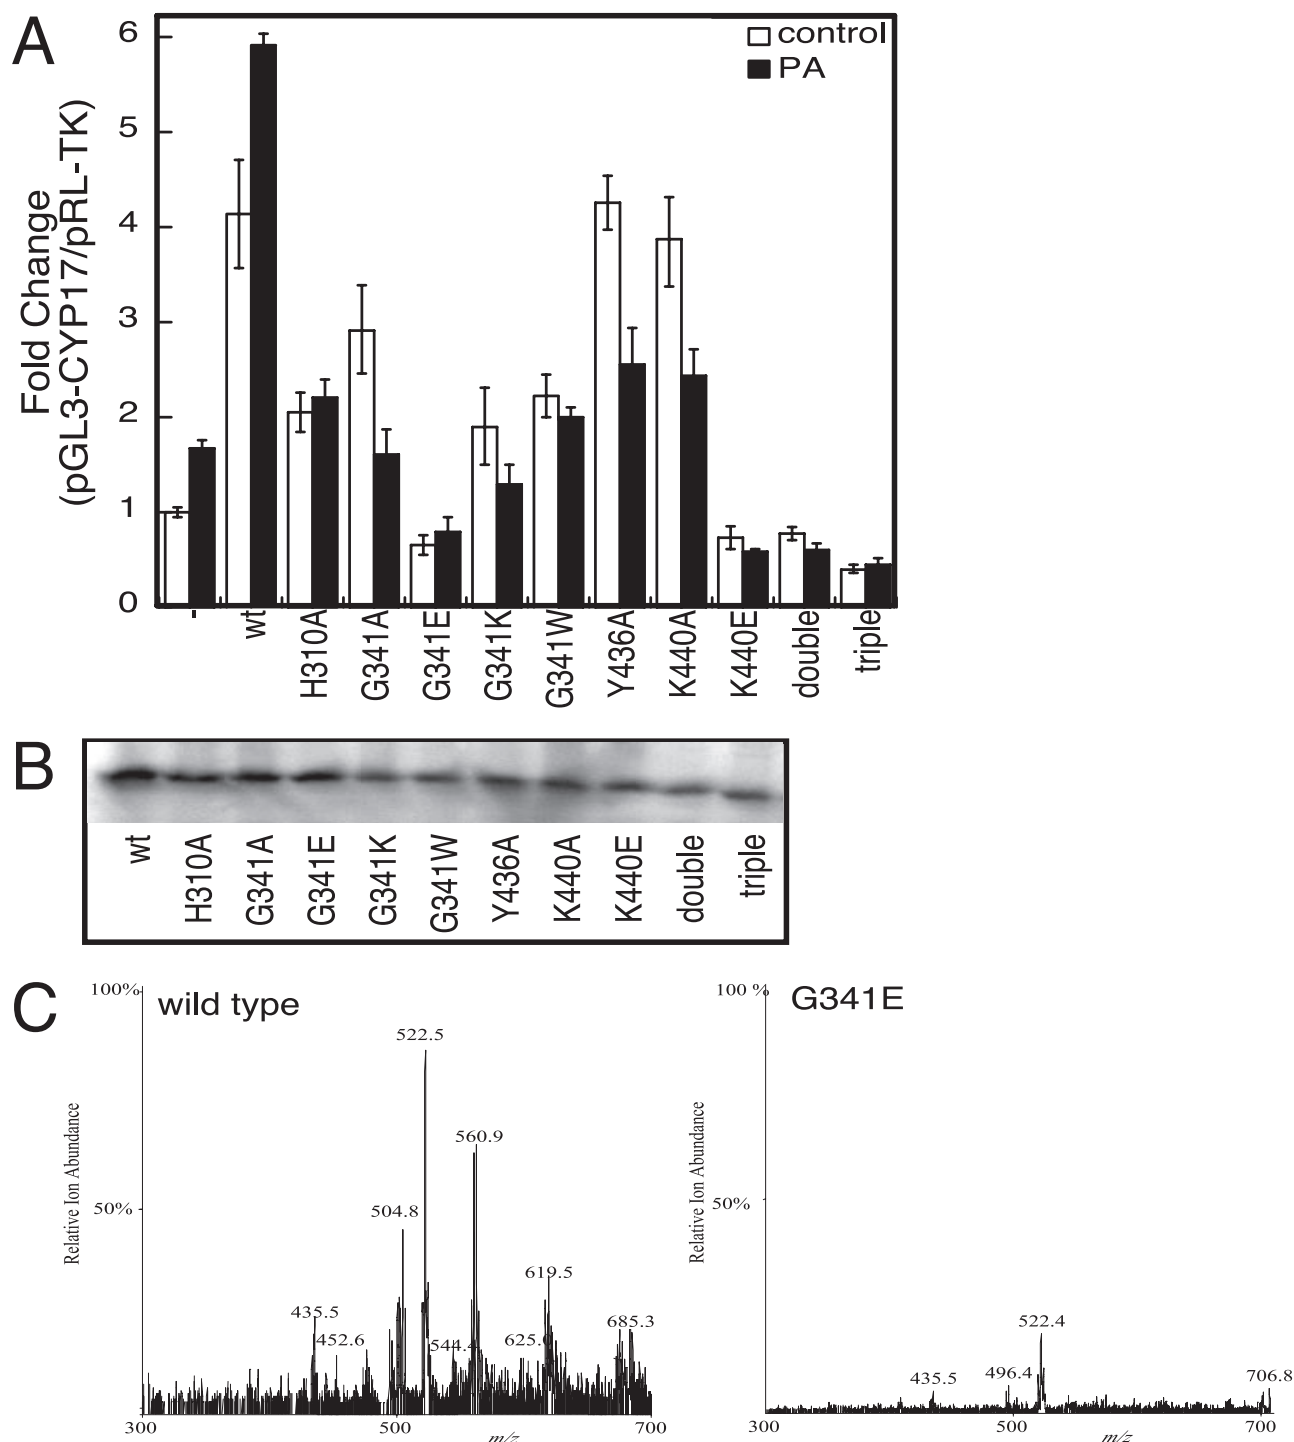 A
6
5
4
3
2
1
0
Fold Change
(pGL3-CYP17/pRL-TK)
control
PA
-
wt
H310A
G341A
G341E
G341K
G341W
Y436A
K440A
K440E
double
triple
B
wt
H310A
G341A
G341E
G341K
G341W
Y436A
K440A
K440E
double
triple
C
100%
wild type
522.5
560.9
50%
504.8
619.5
435.5
452.6
544.4
685.3
Relative Ion Abundance
300
500
700
m/z
100 %
G341E
50%
522.4
435.5
496.4
706.8
Relative Ion Abundance
300
500
700
m/z